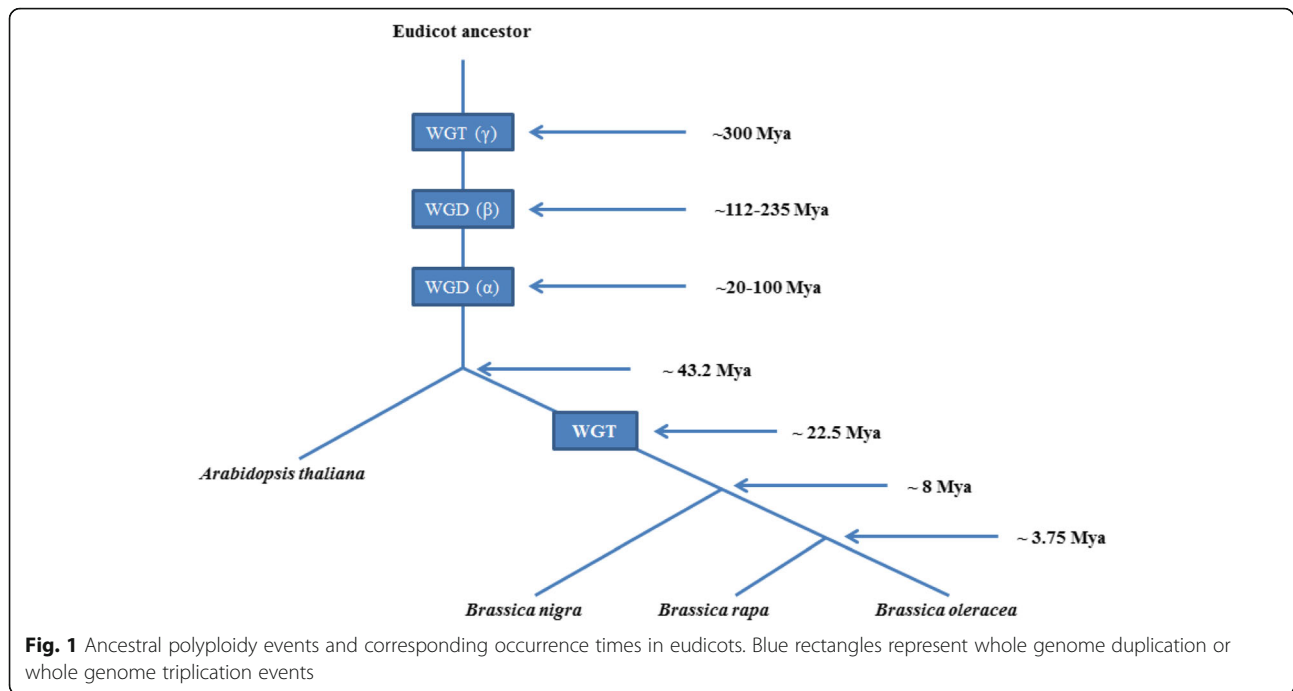 Eudicot ancestor
WGT (γ)
~300 Mya
WGD (β)
~112-235 Mya
WGD (α)
~20-100 Mya
~ 43.2 Mya
WGT
~ 22.5 Mya
Arabidopsis thaliana
~ 8 Mya
~ 3.75 Mya
Brassica nigra
Brassica rapa
Brassica oleracea
Fig. 1 Ancestral polyploidy events and corresponding occurrence times in eudicots. Blue rectangles represent whole genome duplication or
whole genome triplication events